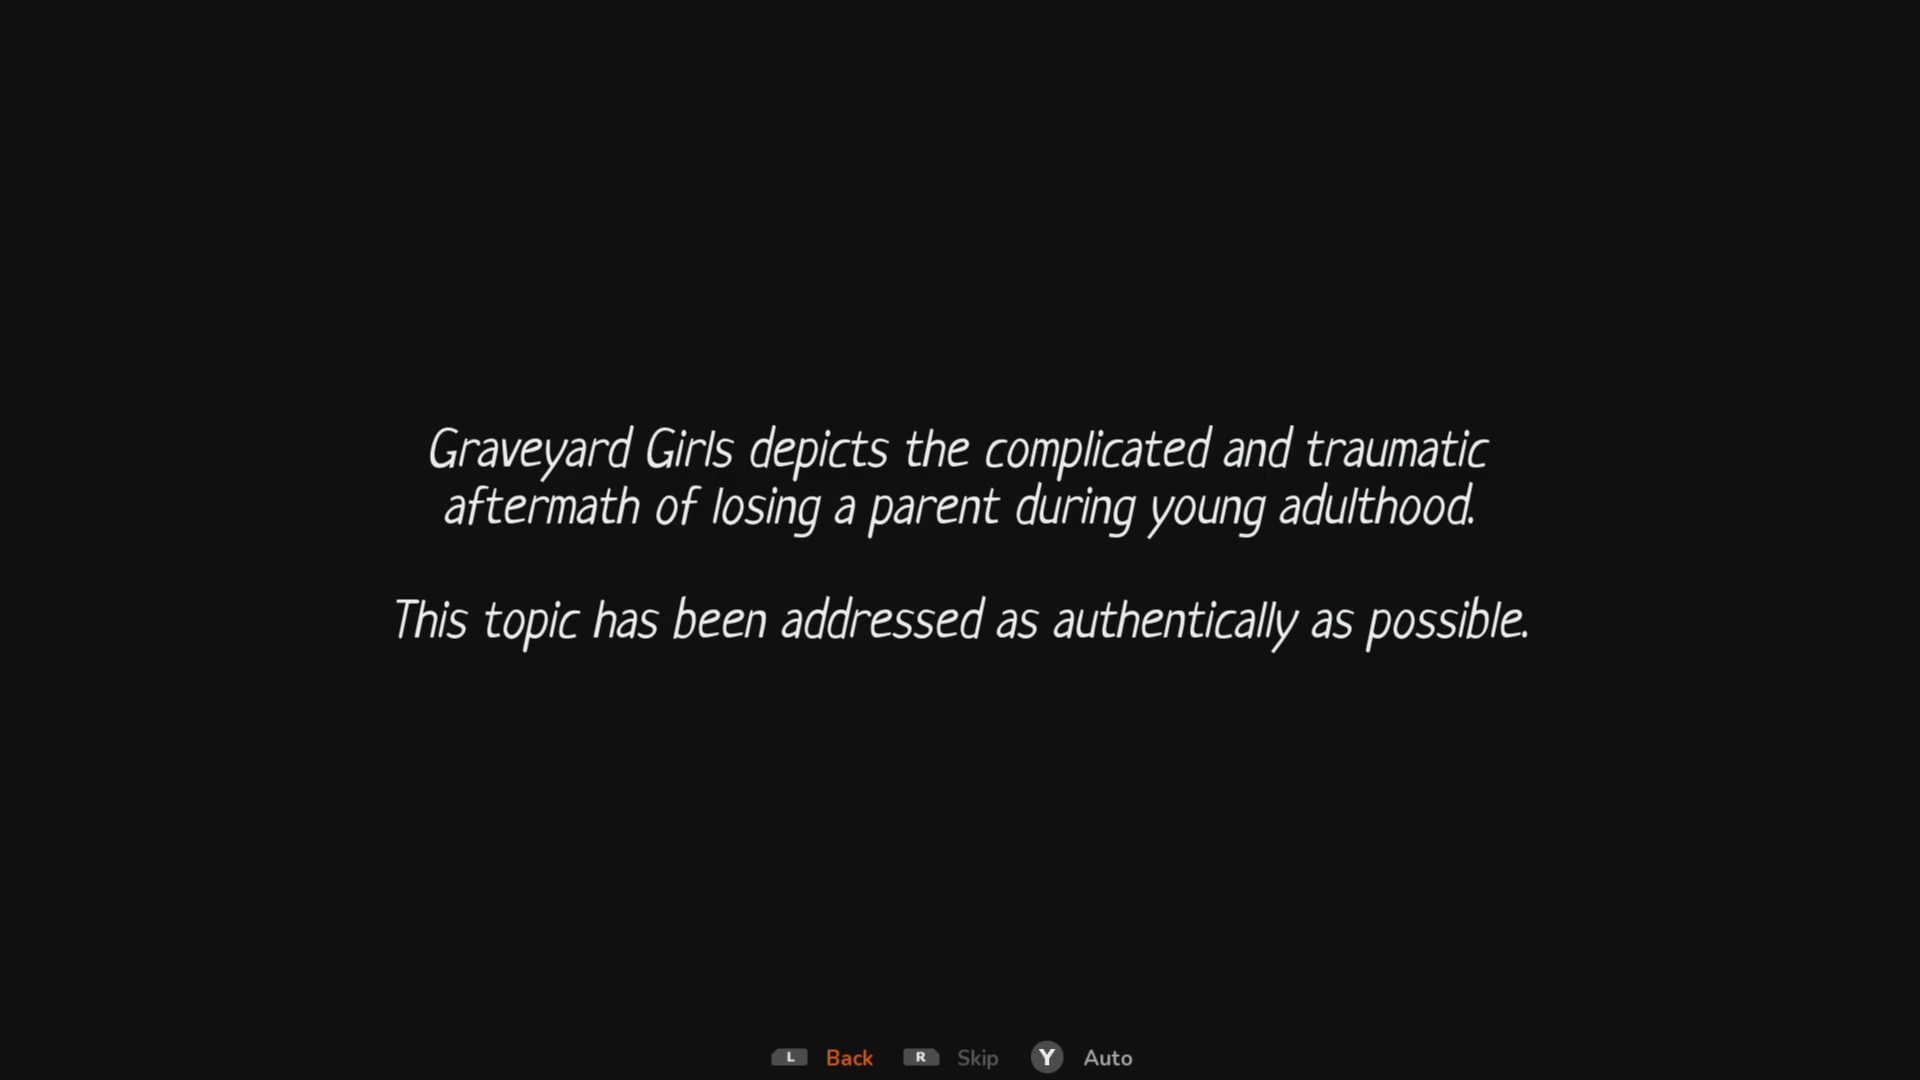 Graveyard Girls depicts the complicated and traumatic
aftermath of losing a parent during young adulthood.
This topic has been addressed as authentically as possible.
L Back R Skip Y Auto